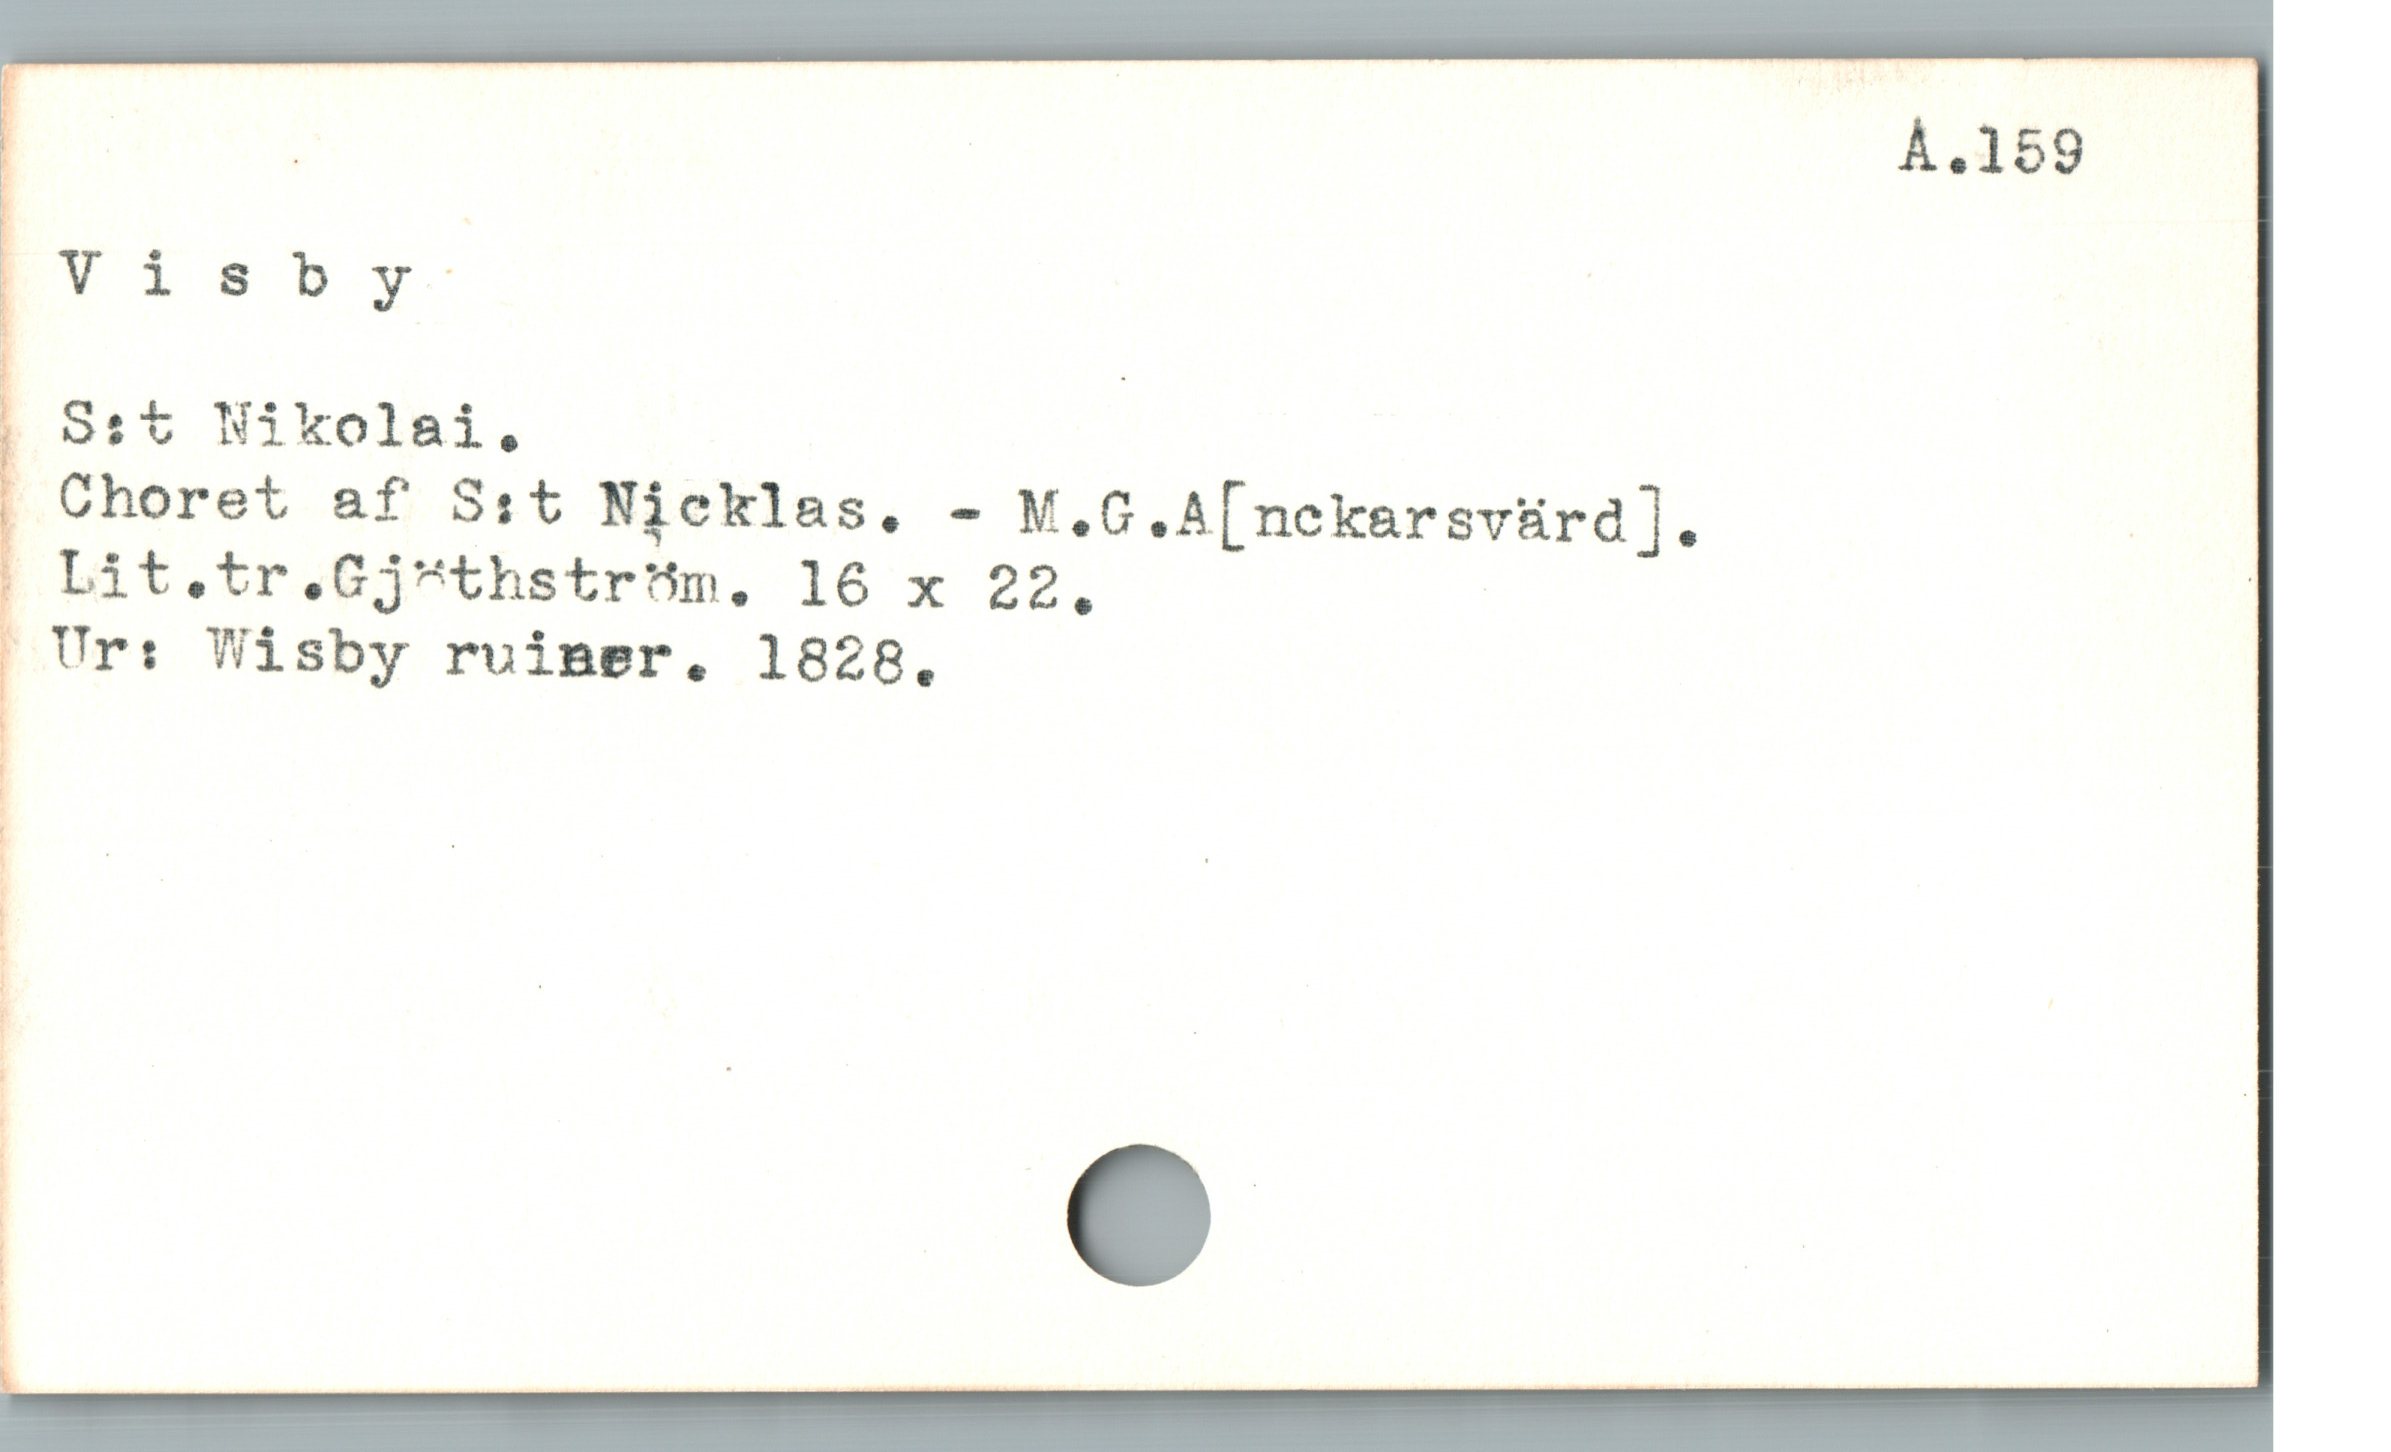 A.159
V i s b y
S:t Nikolai.
Choret af S:t Nicklas. - M.G.A[nckarsvärd].
Lit.tr.Gjöthström. 16 x 22.
Ur: Wisby ruiner. 1828.